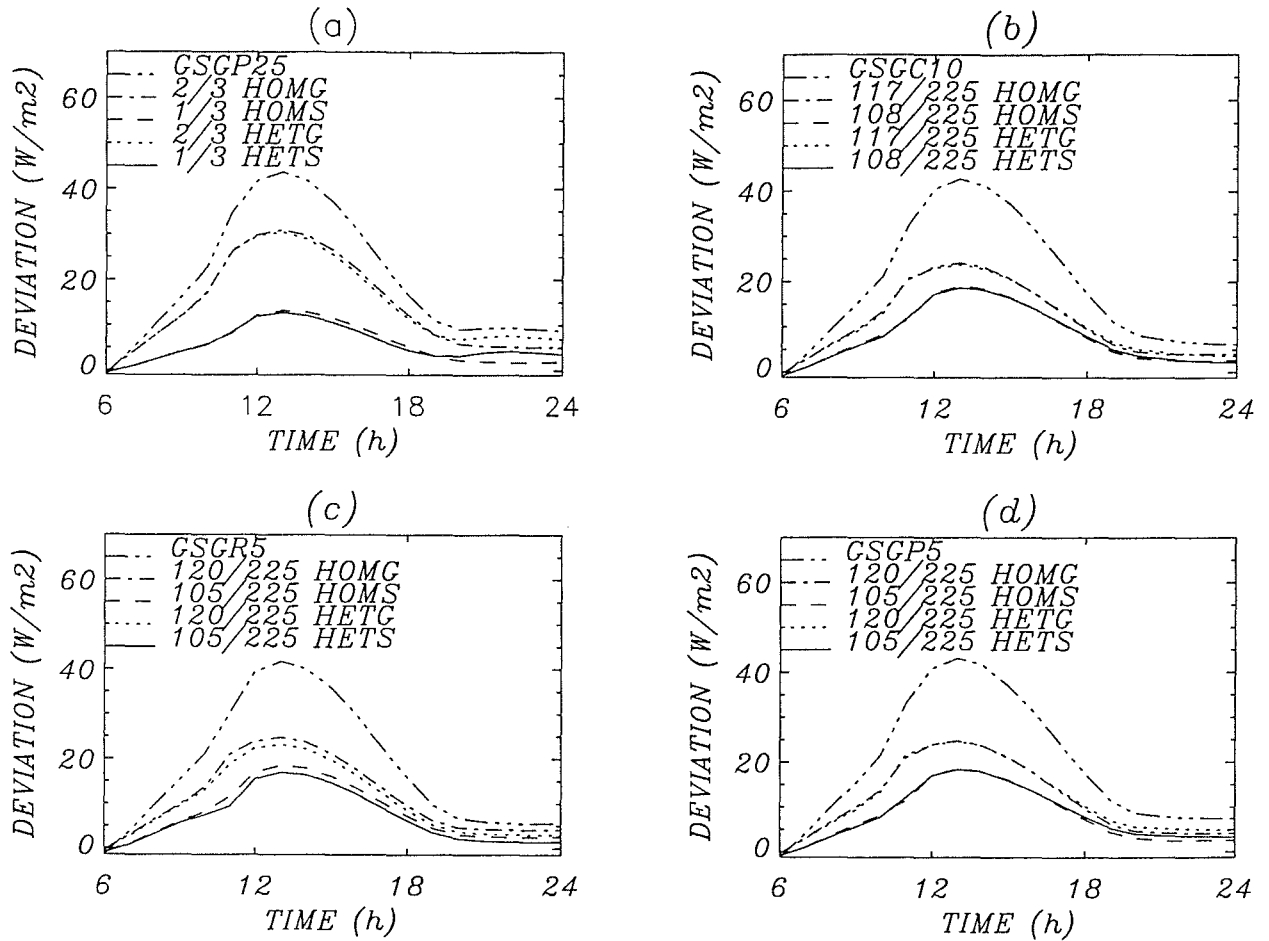 (a)
DEVIATION (W/m2)
60
40
20
0
GSGP25
2/3 HOMG
1/3 HOMS
2/3 HETG
1/3 HETS
6
12
18
24
TIME (h)
(b)
DEVIATION (W/m2)
60
40
20
0
GSGC10
117/225 HOMG
108/225 HOMS
117/225 HETG
108/225 HETS
6
12
18
24
TIME (h)
(c)
DEVIATION (W/m2)
60
40
20
0
GSGR5
120/225 HOMG
105/225 HOMS
120/225 HETG
105/225 HETS
6
12
18
24
TIME (h)
(d)
DEVIATION (W/m2)
60
40
20
0
GSGP5
120/225 HOMG
105/225 HOMS
120/225 HETG
105/225 HETS
6
12
18
24
TIME (h)